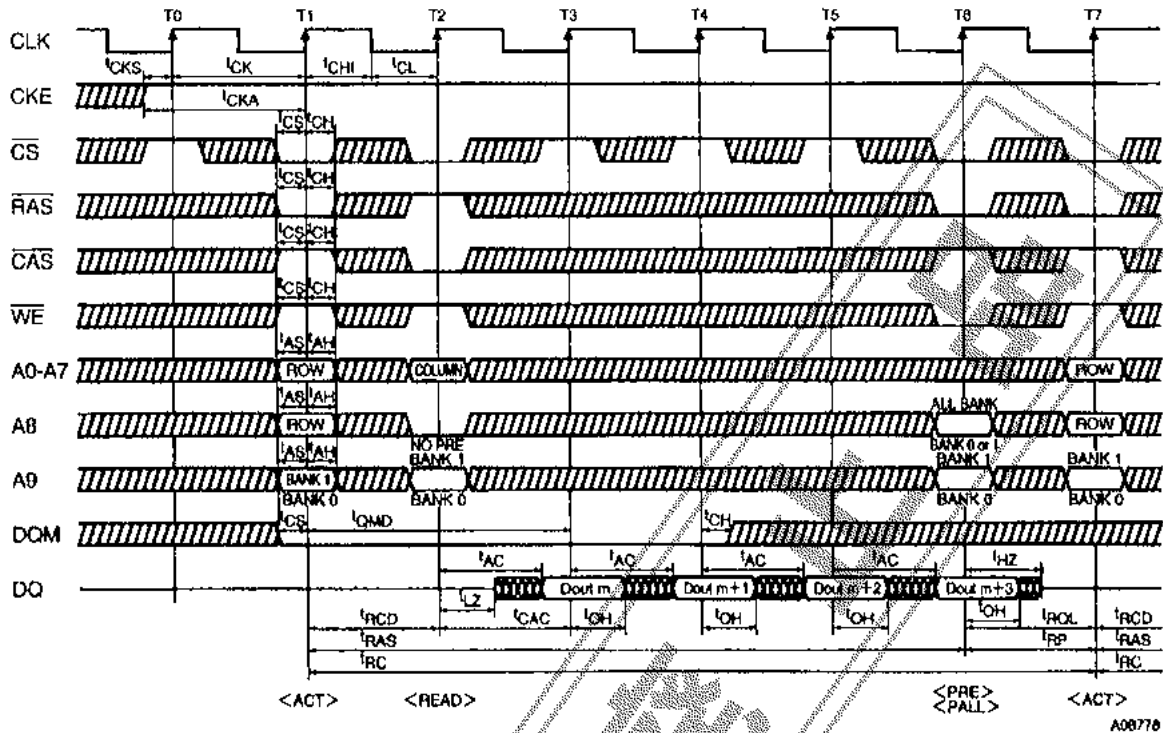 T0 T1 T2 T3 T4 T5 T6 T7
CLK
tCKS tCK tCHI tCL
CKE
tCKA
tCS tCH
CS
tCS tCH
RAS
tCS tCH
CAS
tCS tCH
WE
tAS tAH
A0-A7 ROW COLUMN ROW
tAS tAH ALL BANK
A8 ROW ROW
tAS tAH NO PRE BANK 0 or 1
BANK 1 BANK 1 BANK 1
A9 BANK 1
BANK 0 BANK 0 BANK 0 BANK 0
tCS tQMD tCH
DQM
tAC tAC tAC tAC tHZ
DQ Dout m Dout m+1 Dout m+2 Dout m+3
tLZ tOH
tRCD tCAC tOH tOH tOH tROL tRCD
tRAS tRP tRAS
tRC tRC
<ACT> <READ> <PRE> <ACT>
<PALL>
A08778